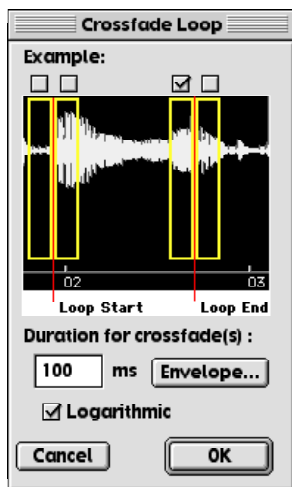 Crossfade Loop
Example:
02 03
Loop Start Loop End
Duration for crossfade(s) :
100 ms Envelope...
Logarithmic
Cancel OK